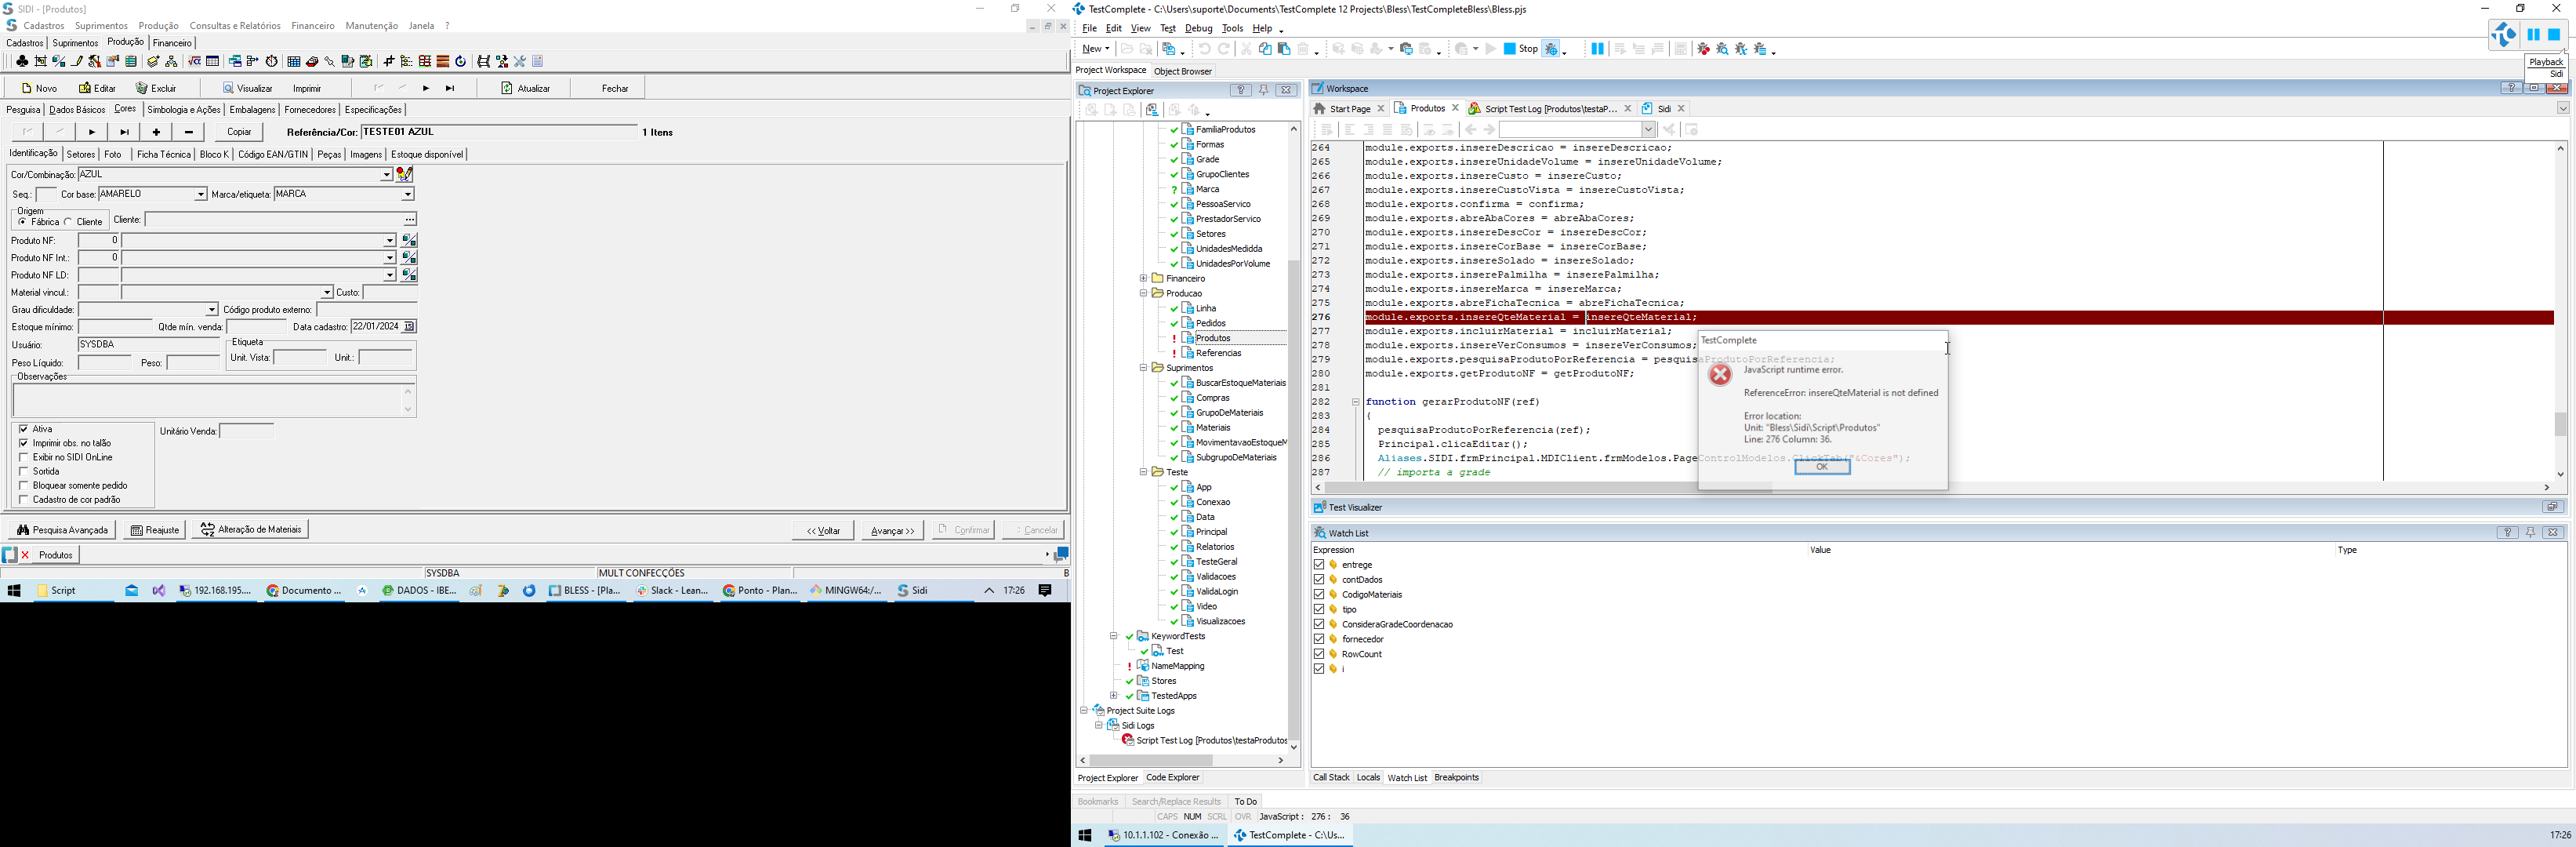 SIDI - [Produtos]
Cadastros Suprimentos Produção Consultas e Relatórios Financeiro Manutenção Janela ?
Cadastros Suprimentos Produção Financeiro
Novo Editar Excluir Visualizar Imprimir Atualizar Fechar
Pesquisa Dados Básicos Cores Simbologia e Ações Embalagens Fornecedores Especificações
Copiar Referência/Cor: TESTE01 AZUL 1 Itens
Identificação Setores Foto Ficha Técnica Bloco K Código EAN/GTIN Peças Imagens Estoque disponível
Cor/Combinação: AZUL
Seq.: Cor base: AMARELO Marca/etiqueta: MARCA
Origem
Fábrica Cliente Cliente:
Produto NF: 0
Produto NF Int.: 0
Produto NF LD:
Material vincul.: Custo:
Grau dificuldade: Código produto externo:
Estoque mínimo: Qtde mín. venda: Data cadastro: 22/01/2024
Usuário: SYSDBA
Etiqueta
Unit. Vista: Unit.:
Peso Líquido: Peso:
Observações
Ativa
Unitário Venda:
Imprimir obs. no talão
Exibir no SIDI OnLine
Sortida
Bloquear somente pedido
Cadastro de cor padrão
Pesquisa Avançada Reajuste Alteração de Materiais << Voltar Avançar >> Confirmar Cancelar
Produtos
SYSDBA MULT CONFECÇÕES B
Script 192.168.195.... Documento ... DADOS - IBE... BLESS - [Pla... Slack - Lean... Ponto - Plan... MINGW64:/... Sidi 17:26
TestComplete - C:\Users\suporte\Documents\TestComplete 12 Projects\Bless\TestCompleteBless\Bless.pjs
File Edit View Test Debug Tools Help
New Stop
Playback
Sidi
Project Workspace Object Browser
Project Explorer
FamiliaProdutos
Formas
Grade
GrupoClientes
Marca
PessoaServico
PrestadorServico
Setores
UnidadesMedidda
UnidadesPorVolume
Financeiro
Producao
Linha
Pedidos
Produtos
Referencias
Suprimentos
BuscarEstoqueMateriais
Compras
GrupoDeMateriais
Materiais
MovimentavaoEstoqueM
SubgrupoDeMateriais
Teste
App
Conexao
Data
Principal
Relatorios
TesteGeral
Validacoes
ValidaLogin
Video
Visualizacoes
KeywordTests
Test
NameMapping
Stores
TestedApps
Project Suite Logs
Sidi Logs
Script Test Log [Produtos\testaProdutos
Project Explorer Code Explorer
Workspace
Start Page Produtos Script Test Log [Produtos\testaP... Sidi
264 module.exports.insereDescricao = insereDescricao;
265 module.exports.insereUnidadeVolume = insereUnidadeVolume;
266 module.exports.insereCusto = insereCusto;
267 module.exports.insereCustoVista = insereCustoVista;
268 module.exports.confirma = confirma;
269 module.exports.abreAbaCores = abreAbaCores;
270 module.exports.insereDescCor = insereDescCor;
271 module.exports.insereCorBase = insereCorBase;
272 module.exports.insereSolado = insereSolado;
273 module.exports.inserePalmilha = inserePalmilha;
274 module.exports.insereMarca = insereMarca;
275 module.exports.abreFichaTecnica = abreFichaTecnica;
276 module.exports.insereQteMaterial = insereQteMaterial;
277 module.exports.incluirMaterial = incluirMaterial;
278 module.exports.insereVerConsumos = insereVerConsumos;
279 module.exports.pesquisaProdutoPorReferencia = pesquisaProdutoPorReferencia;
280 module.exports.getProdutoNF = getProdutoNF;
281
282 function gerarProdutoNF(ref)
283 {
284 pesquisaProdutoPorReferencia(ref);
285 Principal.clicaEditar();
286 Aliases.SIDI.frmPrincipal.MDIClient.frmModelos.PageControlModelos.ClickTab("&Cores");
287 // importa a grade
TestComplete
JavaScript runtime error.
ReferenceError: insereQteMaterial is not defined
Error location:
Unit: "Bless\Sidi\Script\Produtos"
Line: 276 Column: 36.
OK
Test Visualizer
Watch List
Expression Value Type
entrege
contDados
CodigoMateriais
tipo
ConsideraGradeCoordenacao
fornecedor
RowCount
i
Call Stack Locals Watch List Breakpoints
Bookmarks Search/Replace Results To Do
CAPS NUM SCRL OVR JavaScript : 276 : 36
10.1.1.102 - Conexão ... TestComplete - C:\Us... 17:26